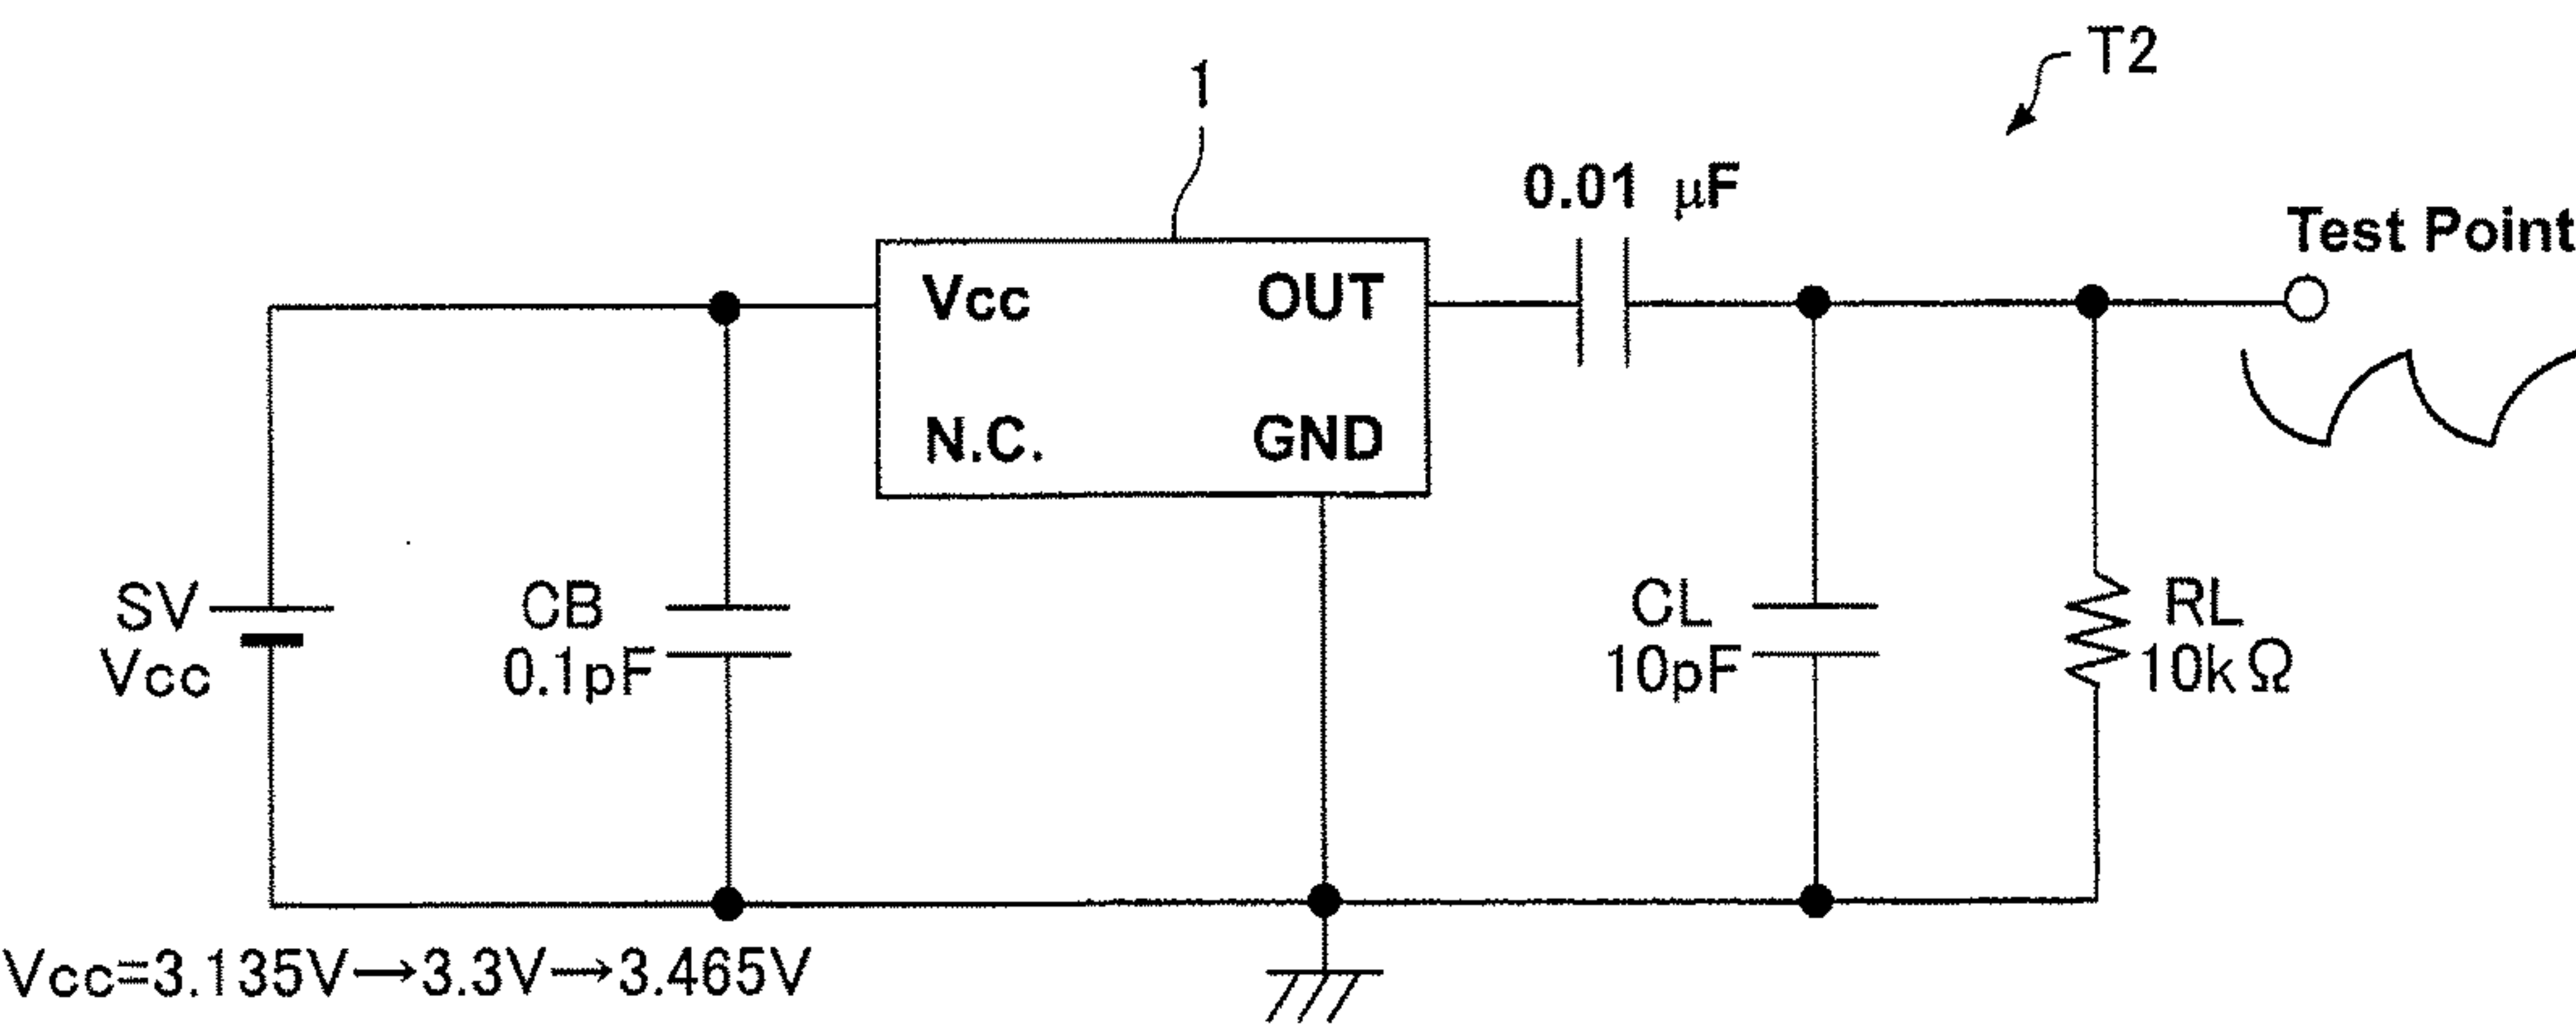 T2
1
0.01 μF
Test Point
Vcc OUT
N.C. GND
SV
Vcc
CB
0.1pF
CL
10pF
RL
10kΩ
Vcc=3.135V→3.3V→3.465V